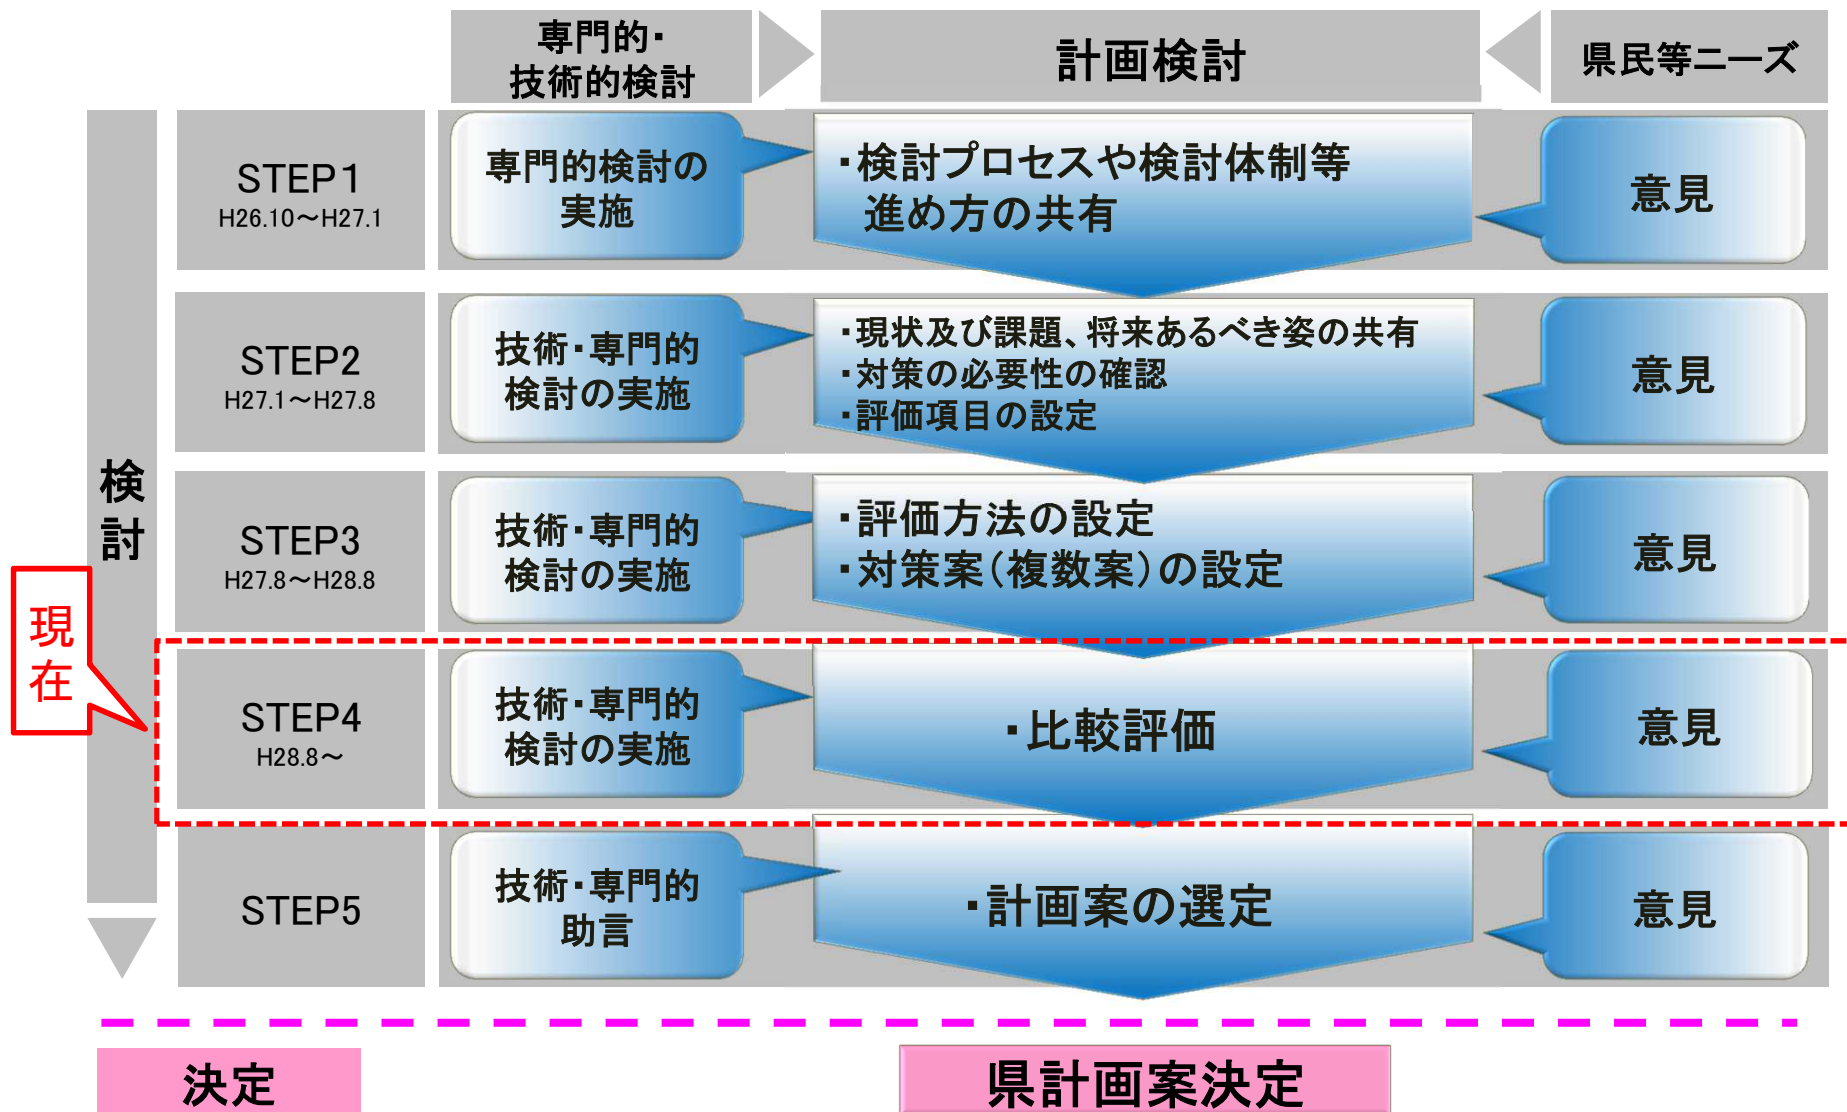 専門的・
技術的検討
計画検討
県民等ニーズ
検討
現在
STEP1
H26.10～H27.1
専門的検討の
実施
・検討プロセスや検討体制等
進め方の共有
意見
STEP2
H27.1～H27.8
技術・専門的
検討の実施
・現状及び課題、将来あるべき姿の共有
・対策の必要性の確認
・評価項目の設定
意見
STEP3
H27.8～H28.8
技術・専門的
検討の実施
・評価方法の設定
・対策案（複数案）の設定
意見
STEP4
H28.8～
技術・専門的
検討の実施
・比較評価
意見
STEP5
技術・専門的
助言
・計画案の選定
意見
決定
県計画案決定